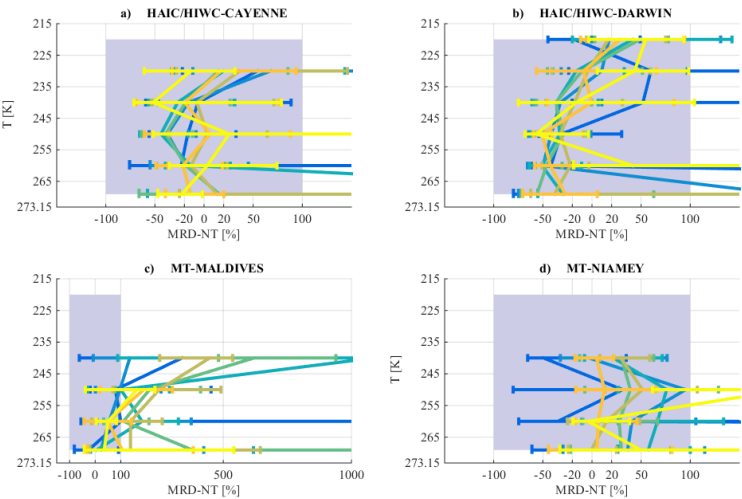 a) HAIC/HIWC-CAYENNE
215
225
235
245
255
265
273.15
T [K]
-100 -50 -20 0 20 50 100
MRD-NT [%]
b) HAIC/HIWC-DARWIN
215
225
235
245
255
265
273.15
-100 -50 -20 0 20 50 100
MRD-NT [%]
c) MT-MALDIVES
215
225
235
245
255
265
273.15
-100 0 100 500 1000
MRD-NT [%]
d) MT-NIAMEY
215
225
235
245
255
265
273.15
T [K]
-100 -50 -20 0 20 50 100
MRD-NT [%]